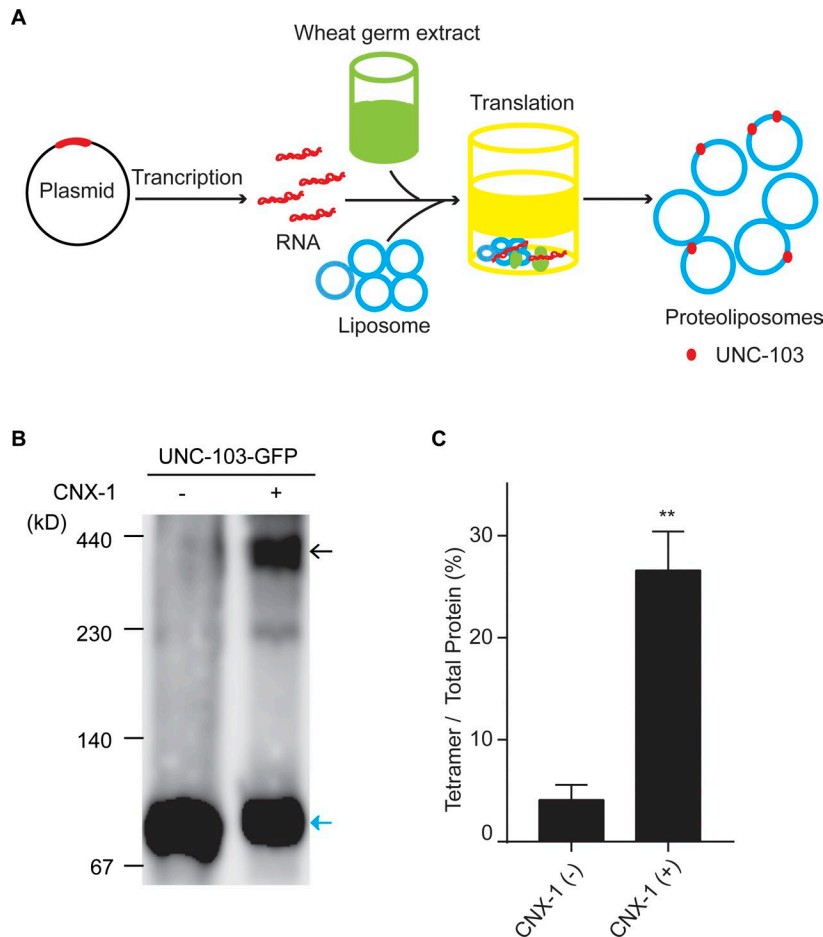 A
Wheat germ extract
Translation
Plasmid
Trancription
RNA
Liposome
Proteoliposomes
UNC-103
B
UNC-103-GFP
CNX-1 - +
(kD)
440
230
140
67
C
**
Tetramer / Total Protein (%)
30
20
10
0
CNX-1 (-)
CNX-1 (+)